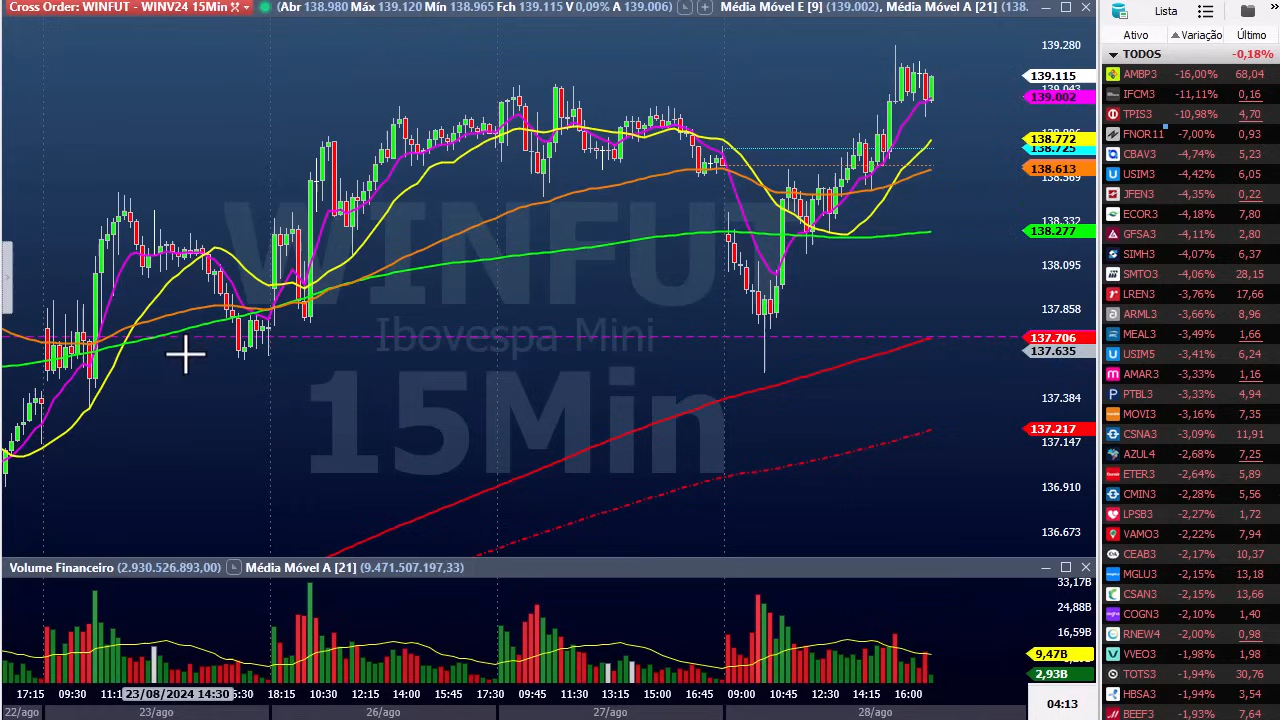 Cross Order: WINFUT - WINV24 15Min
(Abr 138.980 Máx 139.120 Mín 138.965 Fch 139.115 V 0,09% A 139.006)
Média Móvel E [9] (139.002), Média Móvel A [21] (138.
139.280
139.115
139.043
139.002
138.772
138.725
138.613
138.569
138.332
138.277
138.095
137.858
137.706
137.635
137.384
137.217
137.147
136.910
136.673
WINFUT
Ibovespa Mini
15Min
Volume Financeiro (2.930.526.893,00)
Média Móvel A [21] (9.471.507.197,33)
33,17B
24,88B
16,59B
9,47B
2,93B
17:15 09:30 23/08/2024 14:30 18:15 10:30 15:45 17:30 09:45 11:30 13:30 15:00 16:45 09:00 10:45 12:30 14:15 16:00
22/ago 23/ago 26/ago 27/ago 28/ago
04:13
Lista
Ativo Variação Último
TODOS -0,18%
AMBP3 -16,00% 68,04
IFCM3 -11,11% 0,16
TPIS3 -10,98% 4,70
FNOR11 -7,00% 0,93
CBAV3 -4,74% 5,23
USIM3 -4,42% 6,05
JFEN3 -4,35% 0,22
ECOR3 -4,18% 7,80
GFSA3 -4,11% 2,80
SIMH3 -4,07% 6,37
SMTO3 -4,06% 28,15
LREN3 -3,76% 17,66
ARML3 -3,66% 8,96
MEAL3 -3,49% 1,66
USIM5 -3,41% 6,24
AMAR3 -3,33% 1,16
PTBL3 -3,33% 4,94
MOVI3 -3,16% 7,35
CSNA3 -3,09% 11,91
AZUL4 -2,68% 7,25
ETER3 -2,64% 5,89
CMIN3 -2,28% 5,56
LPSB3 -2,27% 1,72
VAMO3 -2,22% 7,94
CEAB3 -2,17% 10,37
MGLU3 -2,15% 13,18
CSAN3 -2,15% 13,66
COGN3 -2,10% 1,40
RNEW4 -2,00% 0,98
VVEO3 -1,98% 1,98
TOTS3 -1,94% 30,76
HBSA3 -1,94% 3,54
BEEF3 -1,93% 7,64